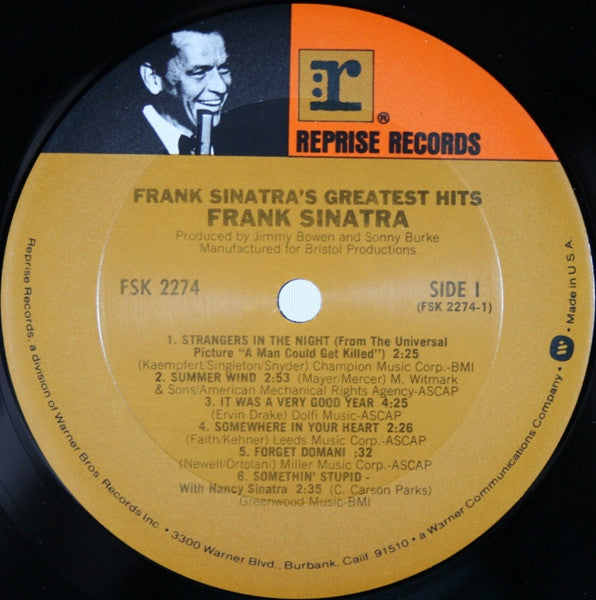 r
®
REPRISE RECORDS
FRANK SINATRA'S GREATEST HITS
FRANK SINATRA
Produced by Jimmy Bowen and Sonny Burke
Manufactured for Bristol Productions
FSK 2274
SIDE I
(FSK 2274-1)
1. STRANGERS IN THE NIGHT (From The Universal
Picture "A Man Could Get Killed") 2:25
(Kaempfert/Singleton/Snyder) Champion Music Corp.-BMI
2. SUMMER WIND 2:53 (Mayer/Mercer) M. Witmark
& Sons/American Mechanical Rights Agency-ASCAP
3. IT WAS A VERY GOOD YEAR 4:25
(Ervin Drake) Dolfi Music-ASCAP
4. SOMEWHERE IN YOUR HEART 2:26
(Faith/Kehner) Leeds Music Corp.-ASCAP
5. FORGET DOMANI :32
(Newell/Ortolani) Miller Music Corp.-ASCAP
6. SOMETHIN' STUPID -
With Nancy Sinatra 2:35 (C. Carson Parks)
Greenwood Music-BMI
Reprise Records, a division of Warner Bros. Records Inc. • 3300 Warner Blvd., Burbank, Calif. 91510 • a Warner Communications Company • W • Made in U.S.A.